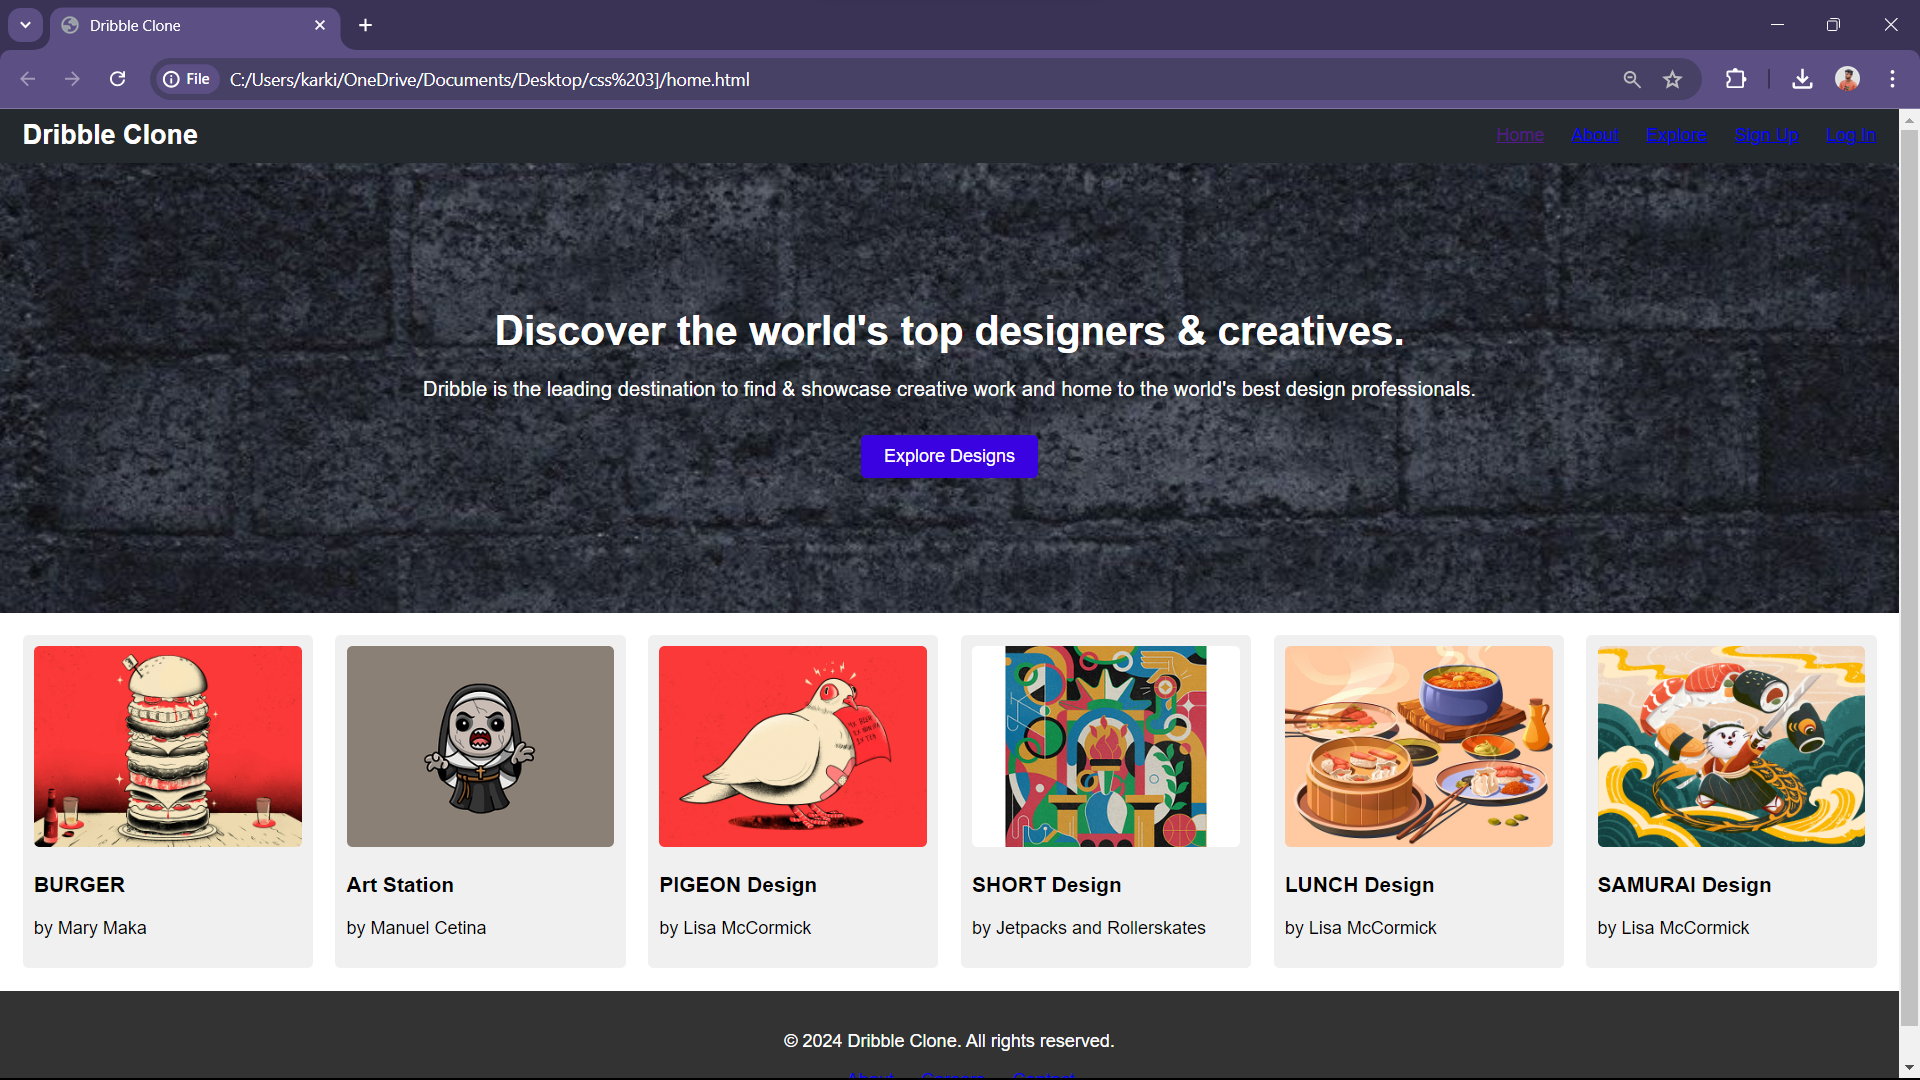 Dribble Clone
File C:/Users/karki/OneDrive/Documents/Desktop/css%203]/home.html
Dribble Clone Home About Explore Sign Up Log In
Discover the world's top designers & creatives.
Dribble is the leading destination to find & showcase creative work and home to the world's best design professionals.
Explore Designs
BURGER
by Mary Maka
Art Station
by Manuel Cetina
PIGEON Design
by Lisa McCormick
SHORT Design
by Jetpacks and Rollerskates
LUNCH Design
by Lisa McCormick
SAMURAI Design
by Lisa McCormick
© 2024 Dribble Clone. All rights reserved.
About Careers Contact